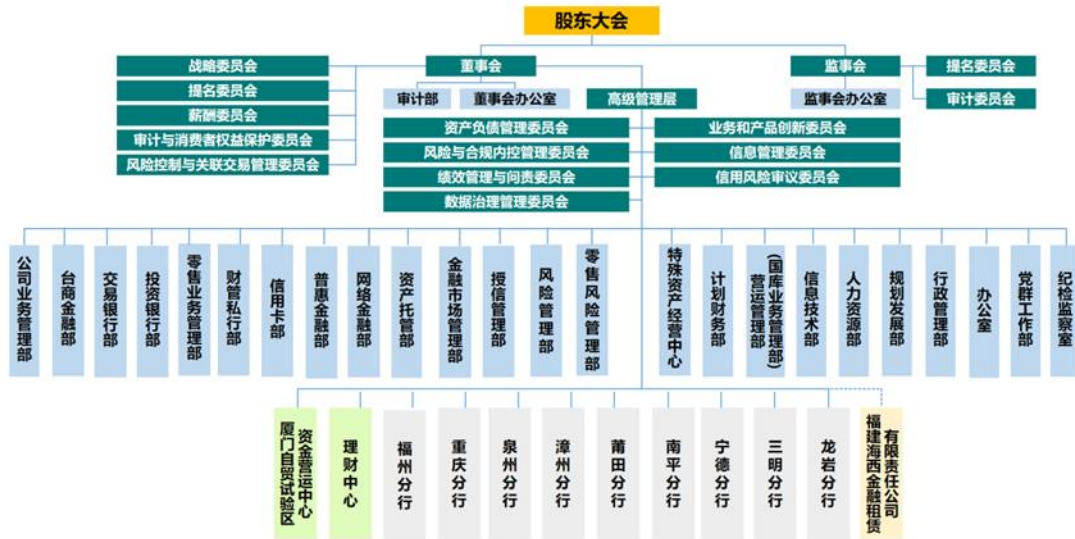 股东大会
战略委员会
董事会
监事会
提名委员会
提名委员会
审计部
董事会办公室
高级管理层
监事会办公室
审计委员会
薪酬委员会
审计与消费者权益保护委员会
风险控制与关联交易管理委员会
资产负债管理委员会
业务和产品创新委员会
风险与合规内控管理委员会
信息管理委员会
绩效管理与问责委员会
信用风险审议委员会
数据治理管理委员会
公司业务管理部
台商金融部
交易银行部
投资银行部
零售业务管理部
财管私行部
信用卡部
普惠金融部
网络金融部
资产托管部
金融市场管理部
授信管理部
风险管理部
零售风险管理部
特殊资产经营中心
计划财务部
(国库业务管理部)
营运管理部
信息技术部
人力资源部
规划发展部
行政管理部
办公室
党群工作部
纪检监察室
资金营运中心
厦门自贸试验区
理财中心
福州分行
重庆分行
泉州分行
漳州分行
莆田分行
南平分行
宁德分行
三明分行
龙岩分行
有限责任公司
福建海西金融租赁